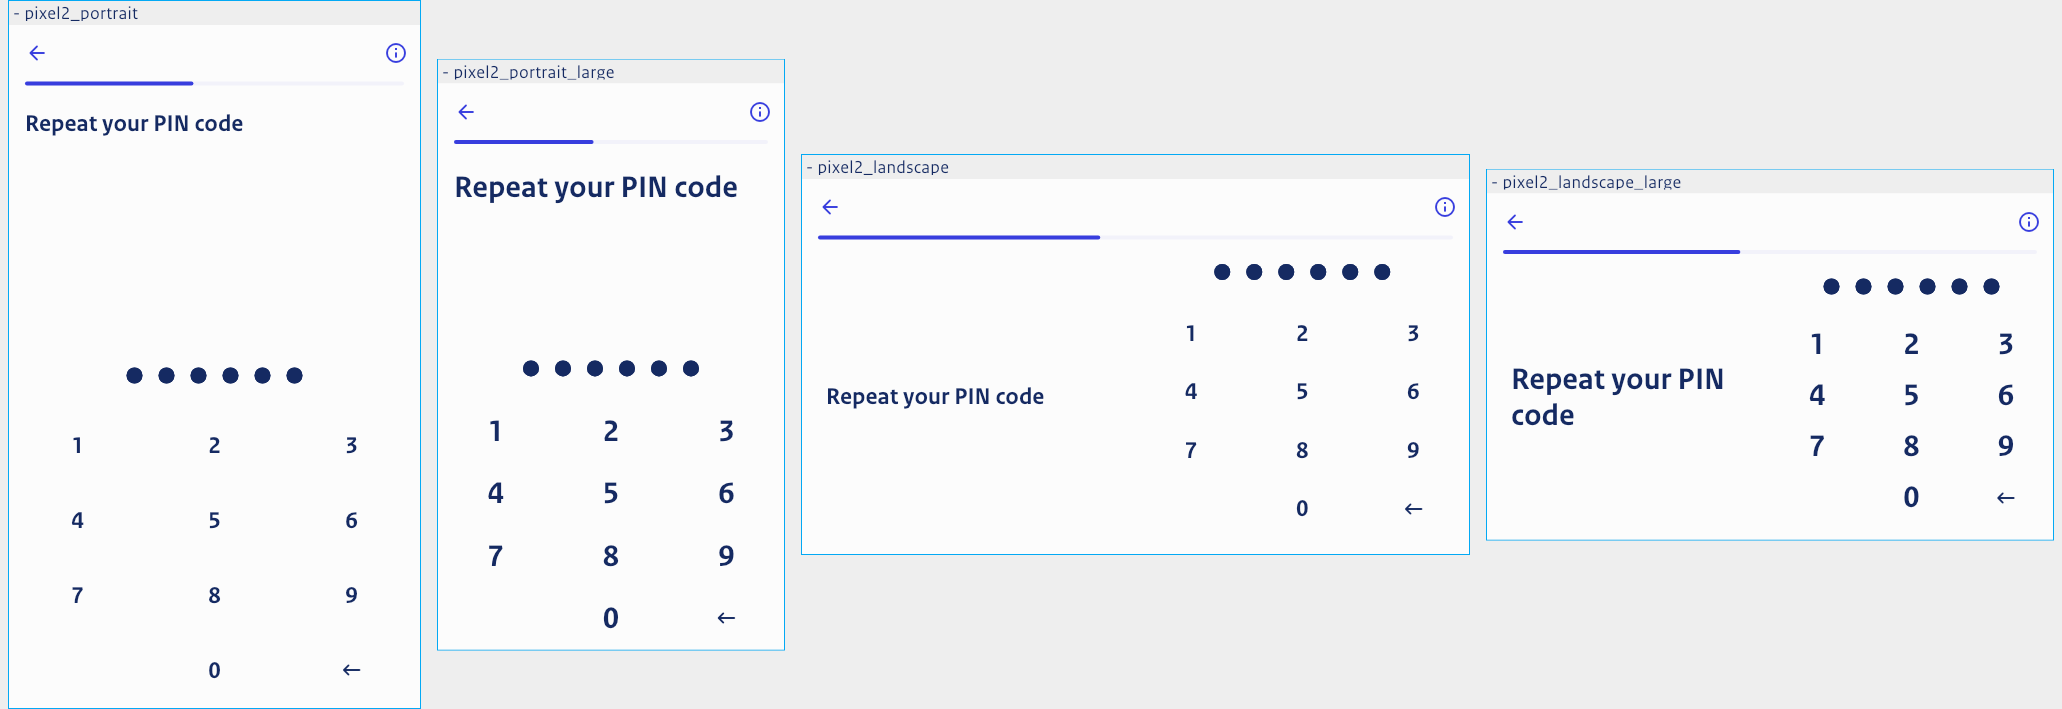 - pixel2_portrait
Repeat your PIN code
1 2 3
4 5 6
7 8 9
0 ←
- pixel2_portrait_large
Repeat your PIN code
1 2 3
4 5 6
7 8 9
0 ←
- pixel2_landscape
Repeat your PIN code
1 2 3
4 5 6
7 8 9
0 ←
- pixel2_landscape_large
Repeat your PIN
code
1 2 3
4 5 6
7 8 9
0 ←